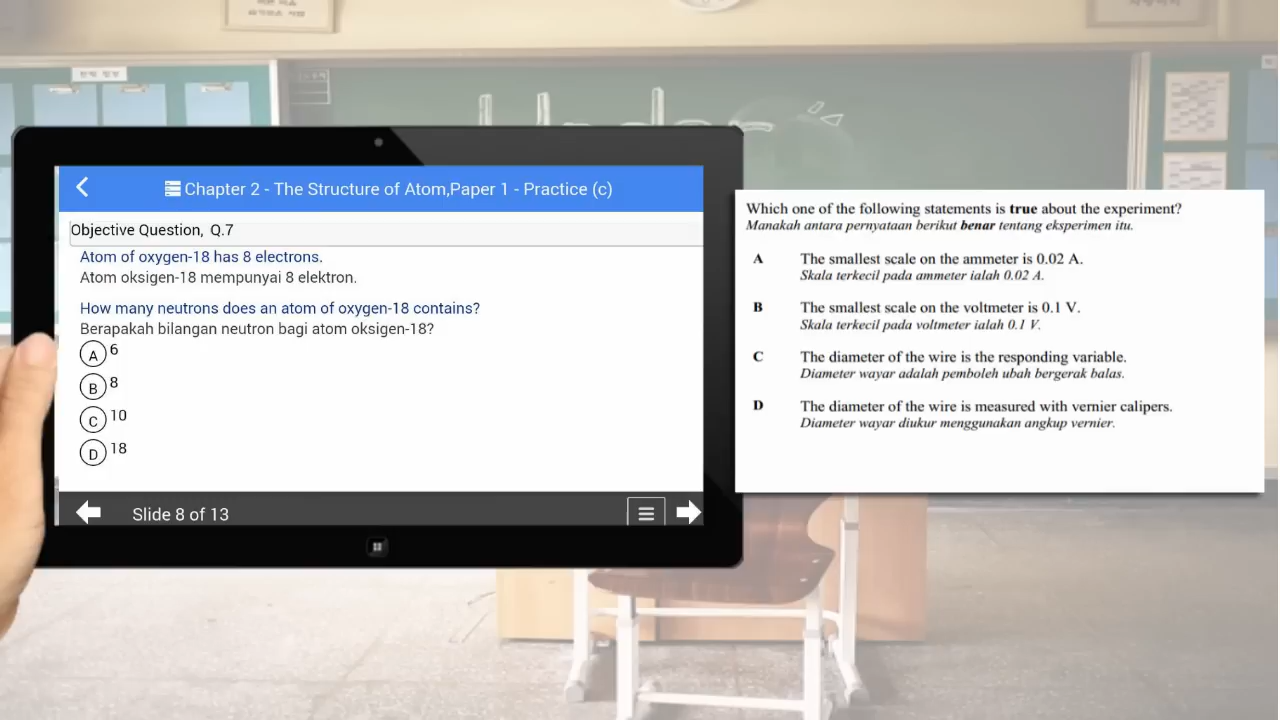 Chapter 2 - The Structure of Atom,Paper 1 - Practice (c)
Objective Question, Q.7
Atom of oxygen-18 has 8 electrons.
Atom oksigen-18 mempunyai 8 elektron.
How many neutrons does an atom of oxygen-18 contains?
Berapakah bilangan neutron bagi atom oksigen-18?
A 6
B 8
C 10
D 18
Slide 8 of 13
Which one of the following statements is true about the experiment?
Manakah antara pernyataan berikut benar tentang eksperimen itu.
A The smallest scale on the ammeter is 0.02 A.
Skala terkecil pada ammeter ialah 0.02 A.
B The smallest scale on the voltmeter is 0.1 V.
Skala terkecil pada voltmeter ialah 0.1 V.
C The diameter of the wire is the responding variable.
Diameter wayar adalah pemboleh ubah bergerak balas.
D The diameter of the wire is measured with vernier calipers.
Diameter wayar diukur menggunakan angkup vernier.